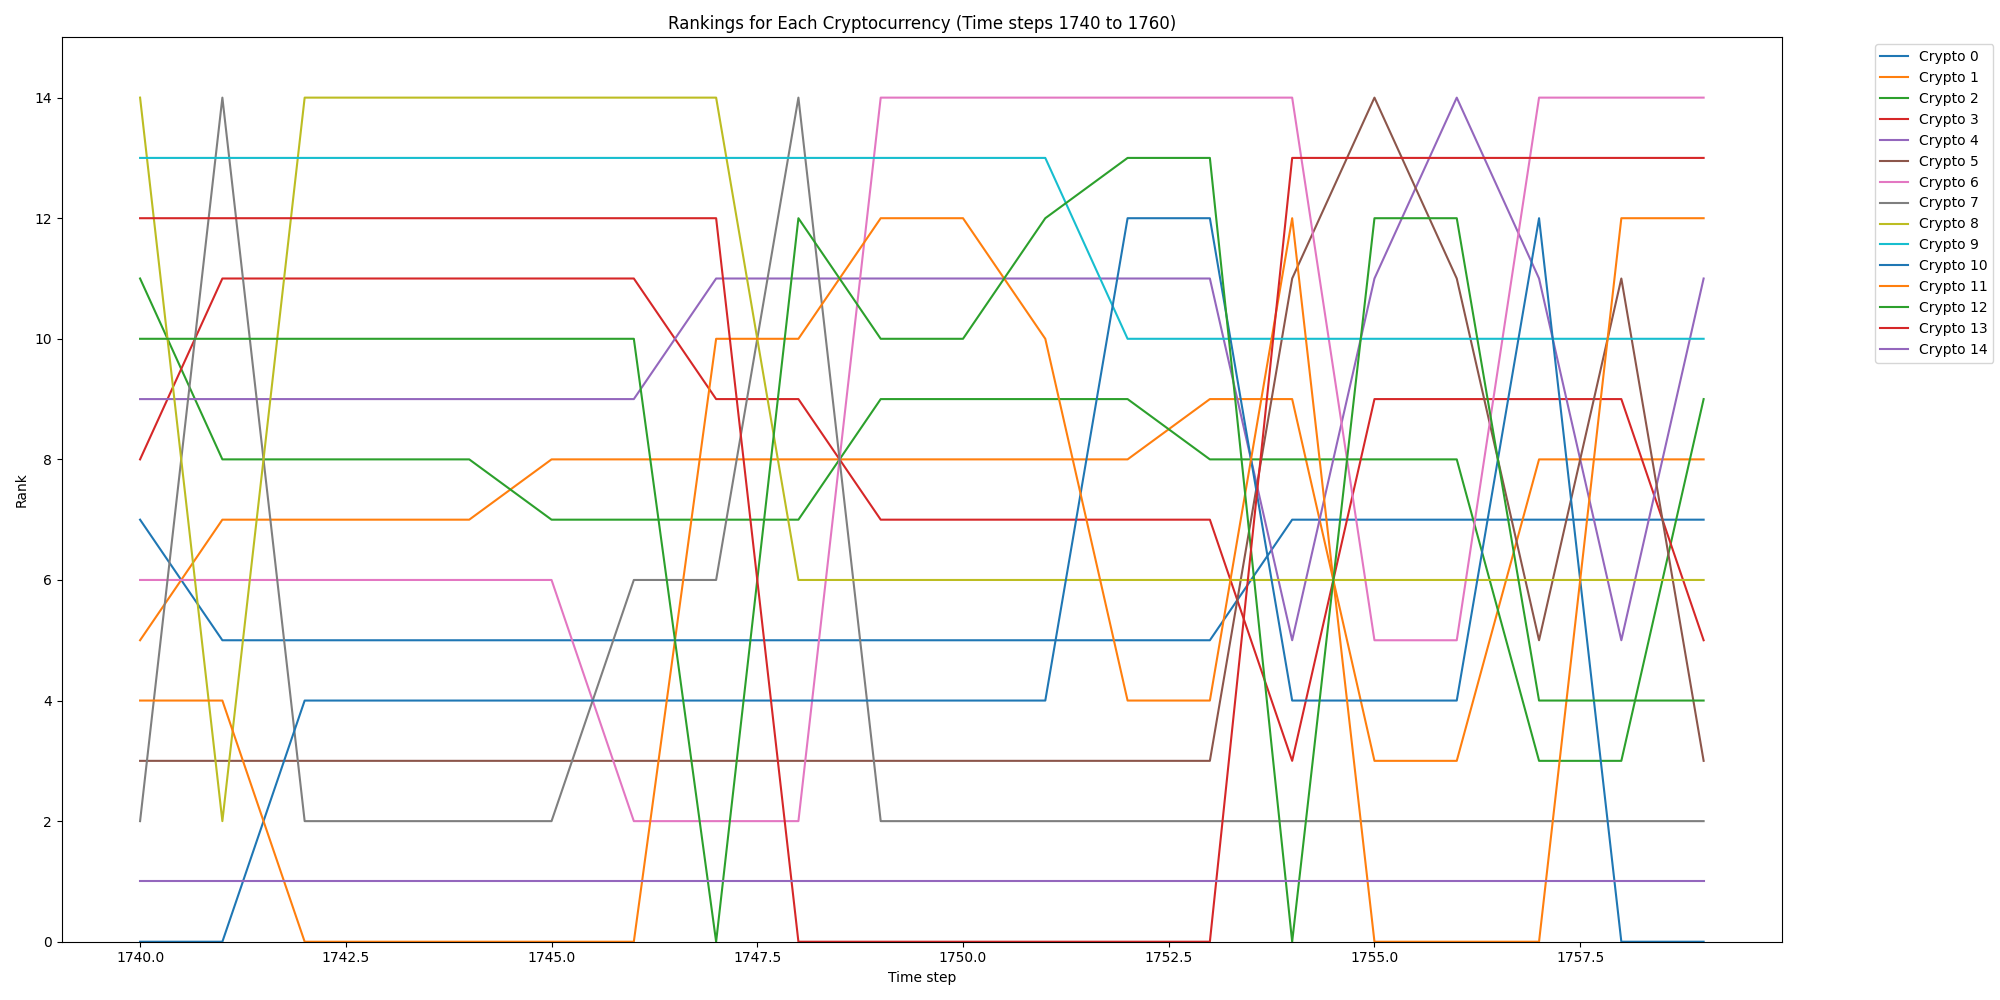 Rankings for Each Cryptocurrency (Time steps 1740 to 1760)
Rank
14
12
10
8
6
4
2
0
1740.0 1742.5 1745.0 1747.5 1750.0 1752.5 1755.0 1757.5
Time step
Crypto 0
Crypto 1
Crypto 2
Crypto 3
Crypto 4
Crypto 5
Crypto 6
Crypto 7
Crypto 8
Crypto 9
Crypto 10
Crypto 11
Crypto 12
Crypto 13
Crypto 14